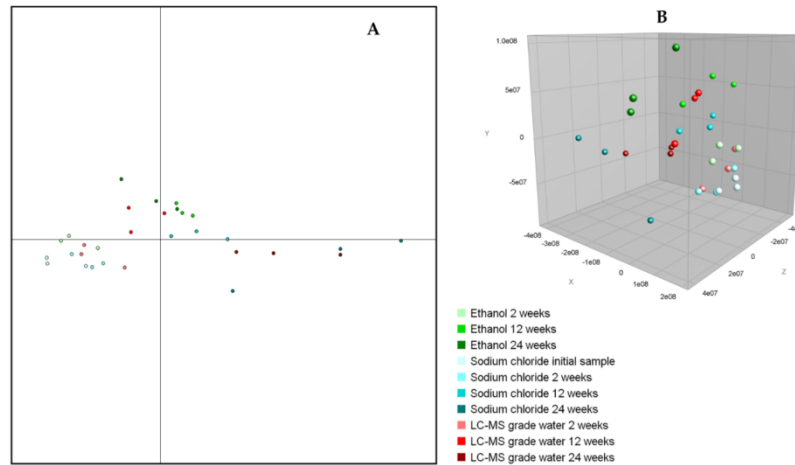 A
B
1.0e08
5e07
Y
0
-5e07
-4e08
-3e08
-2e08
-1e08
X
0
1e08
2e08
4e07
2e07
Z
0
-2e07
Ethanol 2 weeks
Ethanol 12 weeks
Ethanol 24 weeks
Sodium chloride initial sample
Sodium chloride 2 weeks
Sodium chloride 12 weeks
Sodium chloride 24 weeks
LC-MS grade water 2 weeks
LC-MS grade water 12 weeks
LC-MS grade water 24 weeks